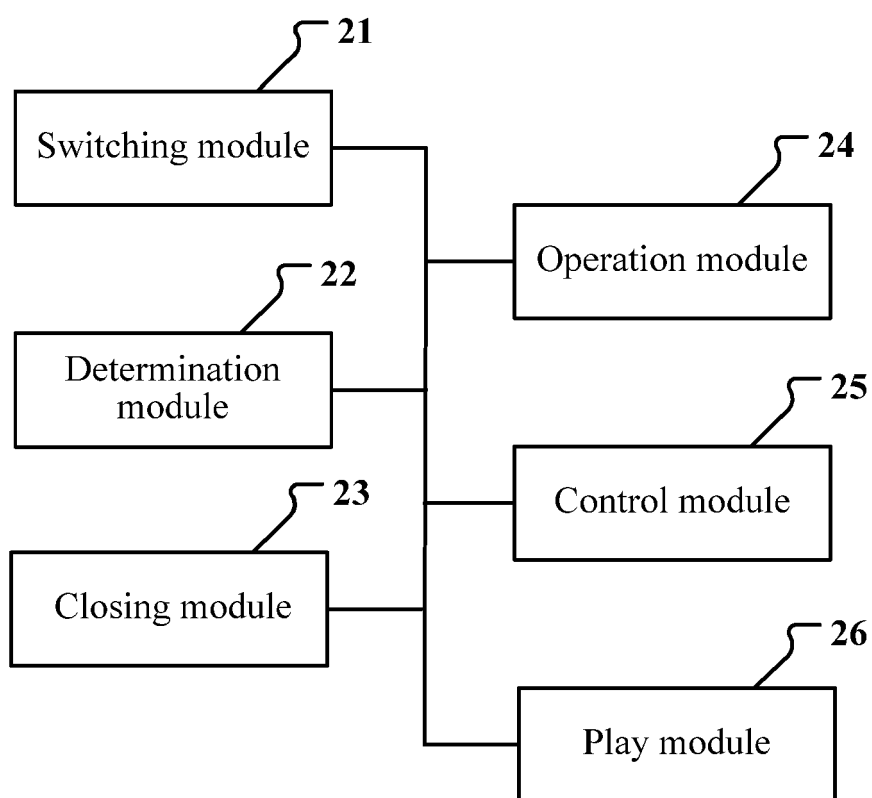 21
Switching module
24
Operation module
22
Determination
module
25
Control module
23
Closing module
26
Play module